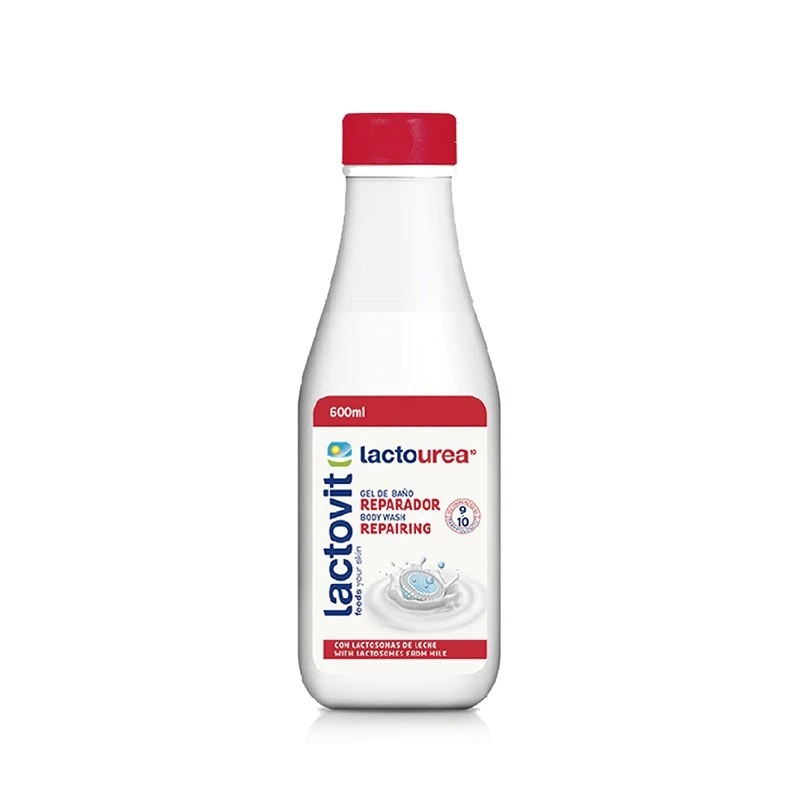 600ml
lactovit
feeds your skin
lactourea¹⁰
GEL DE BAÑO
REPARADOR
BODY WASH
REPAIRING
9
10
CON LACTOSOMAS DE LECHE
WITH LACTOSOMES FROM MILK